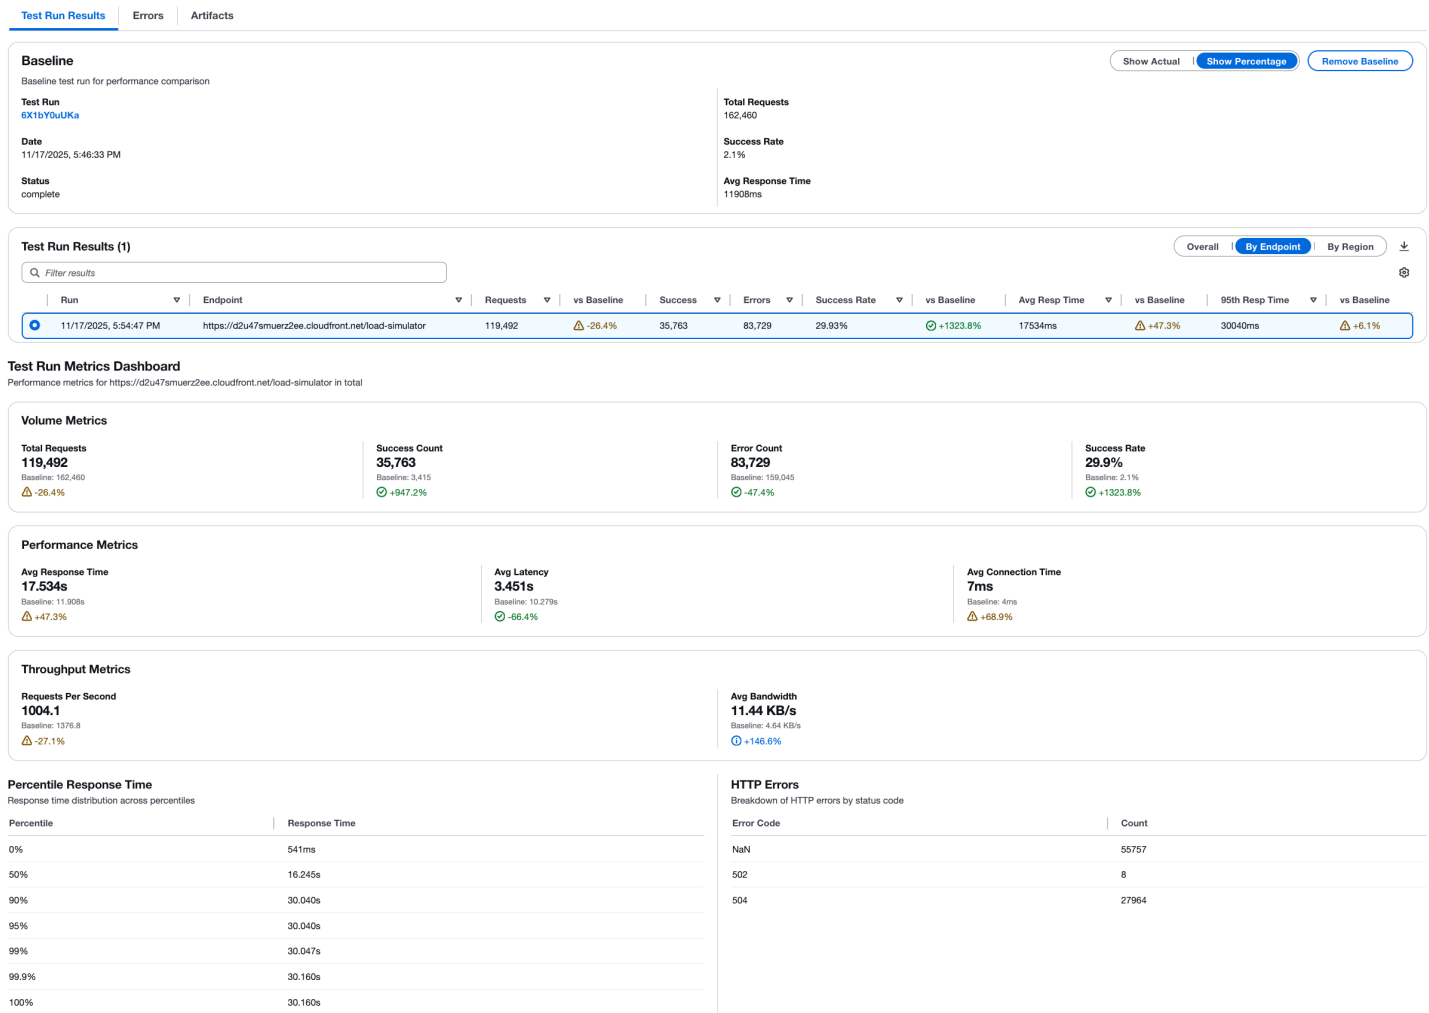 Test Run Results
Errors
Artifacts
Baseline
Show Actual
Show Percentage
Remove Baseline
Baseline test run for performance comparison
Test Run
6X1bY0uUKa
Date
11/17/2025, 5:46:33 PM
Status
complete
Total Requests
162,460
Success Rate
2.1%
Avg Response Time
11908ms
Test Run Results (1)
Overall
By Endpoint
By Region
Filter results
Run Endpoint Requests vs Baseline Success Errors Success Rate vs Baseline Avg Resp Time vs Baseline 95th Resp Time vs Baseline
11/17/2025, 5:54:47 PM https://d2u47smuerz2ee.cloudfront.net/load-simulator 119,492 -26.4% 35,763 83,729 29.93% +1323.8% 17534ms +47.3% 30040ms +6.1%
Test Run Metrics Dashboard
Performance metrics for https://d2u47smuerz2ee.cloudfront.net/load-simulator in total
Volume Metrics
Total Requests
119,492
Baseline: 162,460
-26.4%
Success Count
35,763
Baseline: 3,415
+947.2%
Error Count
83,729
Baseline: 159,045
-47.4%
Success Rate
29.9%
Baseline: 2.1%
+1323.8%
Performance Metrics
Avg Response Time
17.534s
Baseline: 11.908s
+47.3%
Avg Latency
3.451s
Baseline: 10.279s
-66.4%
Avg Connection Time
7ms
Baseline: 4ms
+68.9%
Throughput Metrics
Requests Per Second
1004.1
Baseline: 1376.8
-27.1%
Avg Bandwidth
11.44 KB/s
Baseline: 4.64 KB/s
+146.6%
Percentile Response Time
Response time distribution across percentiles
Percentile Response Time
0% 541ms
50% 16.245s
90% 30.040s
95% 30.040s
99% 30.047s
99.9% 30.160s
100% 30.160s
HTTP Errors
Breakdown of HTTP errors by status code
Error Code Count
NaN 55757
502 8
504 27964